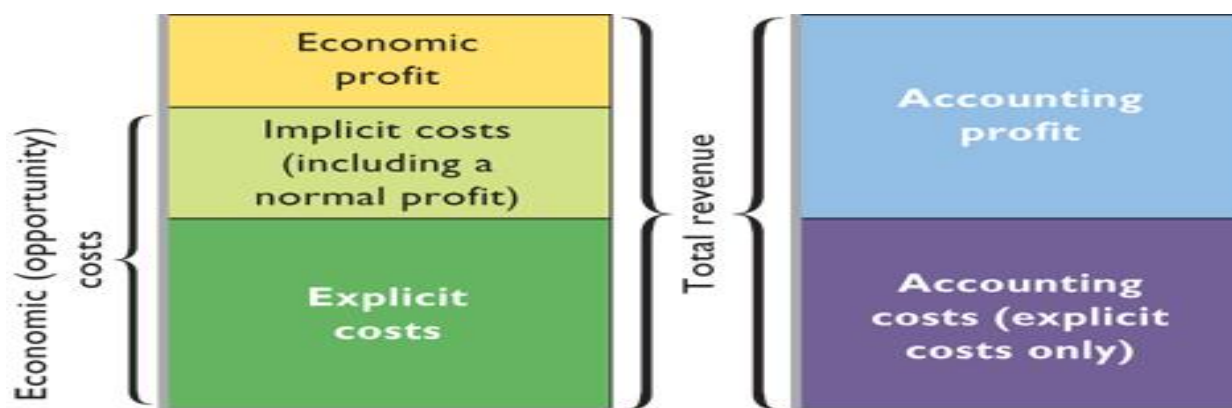 Economic
profit
Implicit costs
(including a
normal profit)
Explicit
costs
Economic (opportunity)
costs
Total revenue
Accounting
profit
Accounting
costs (explicit
costs only)